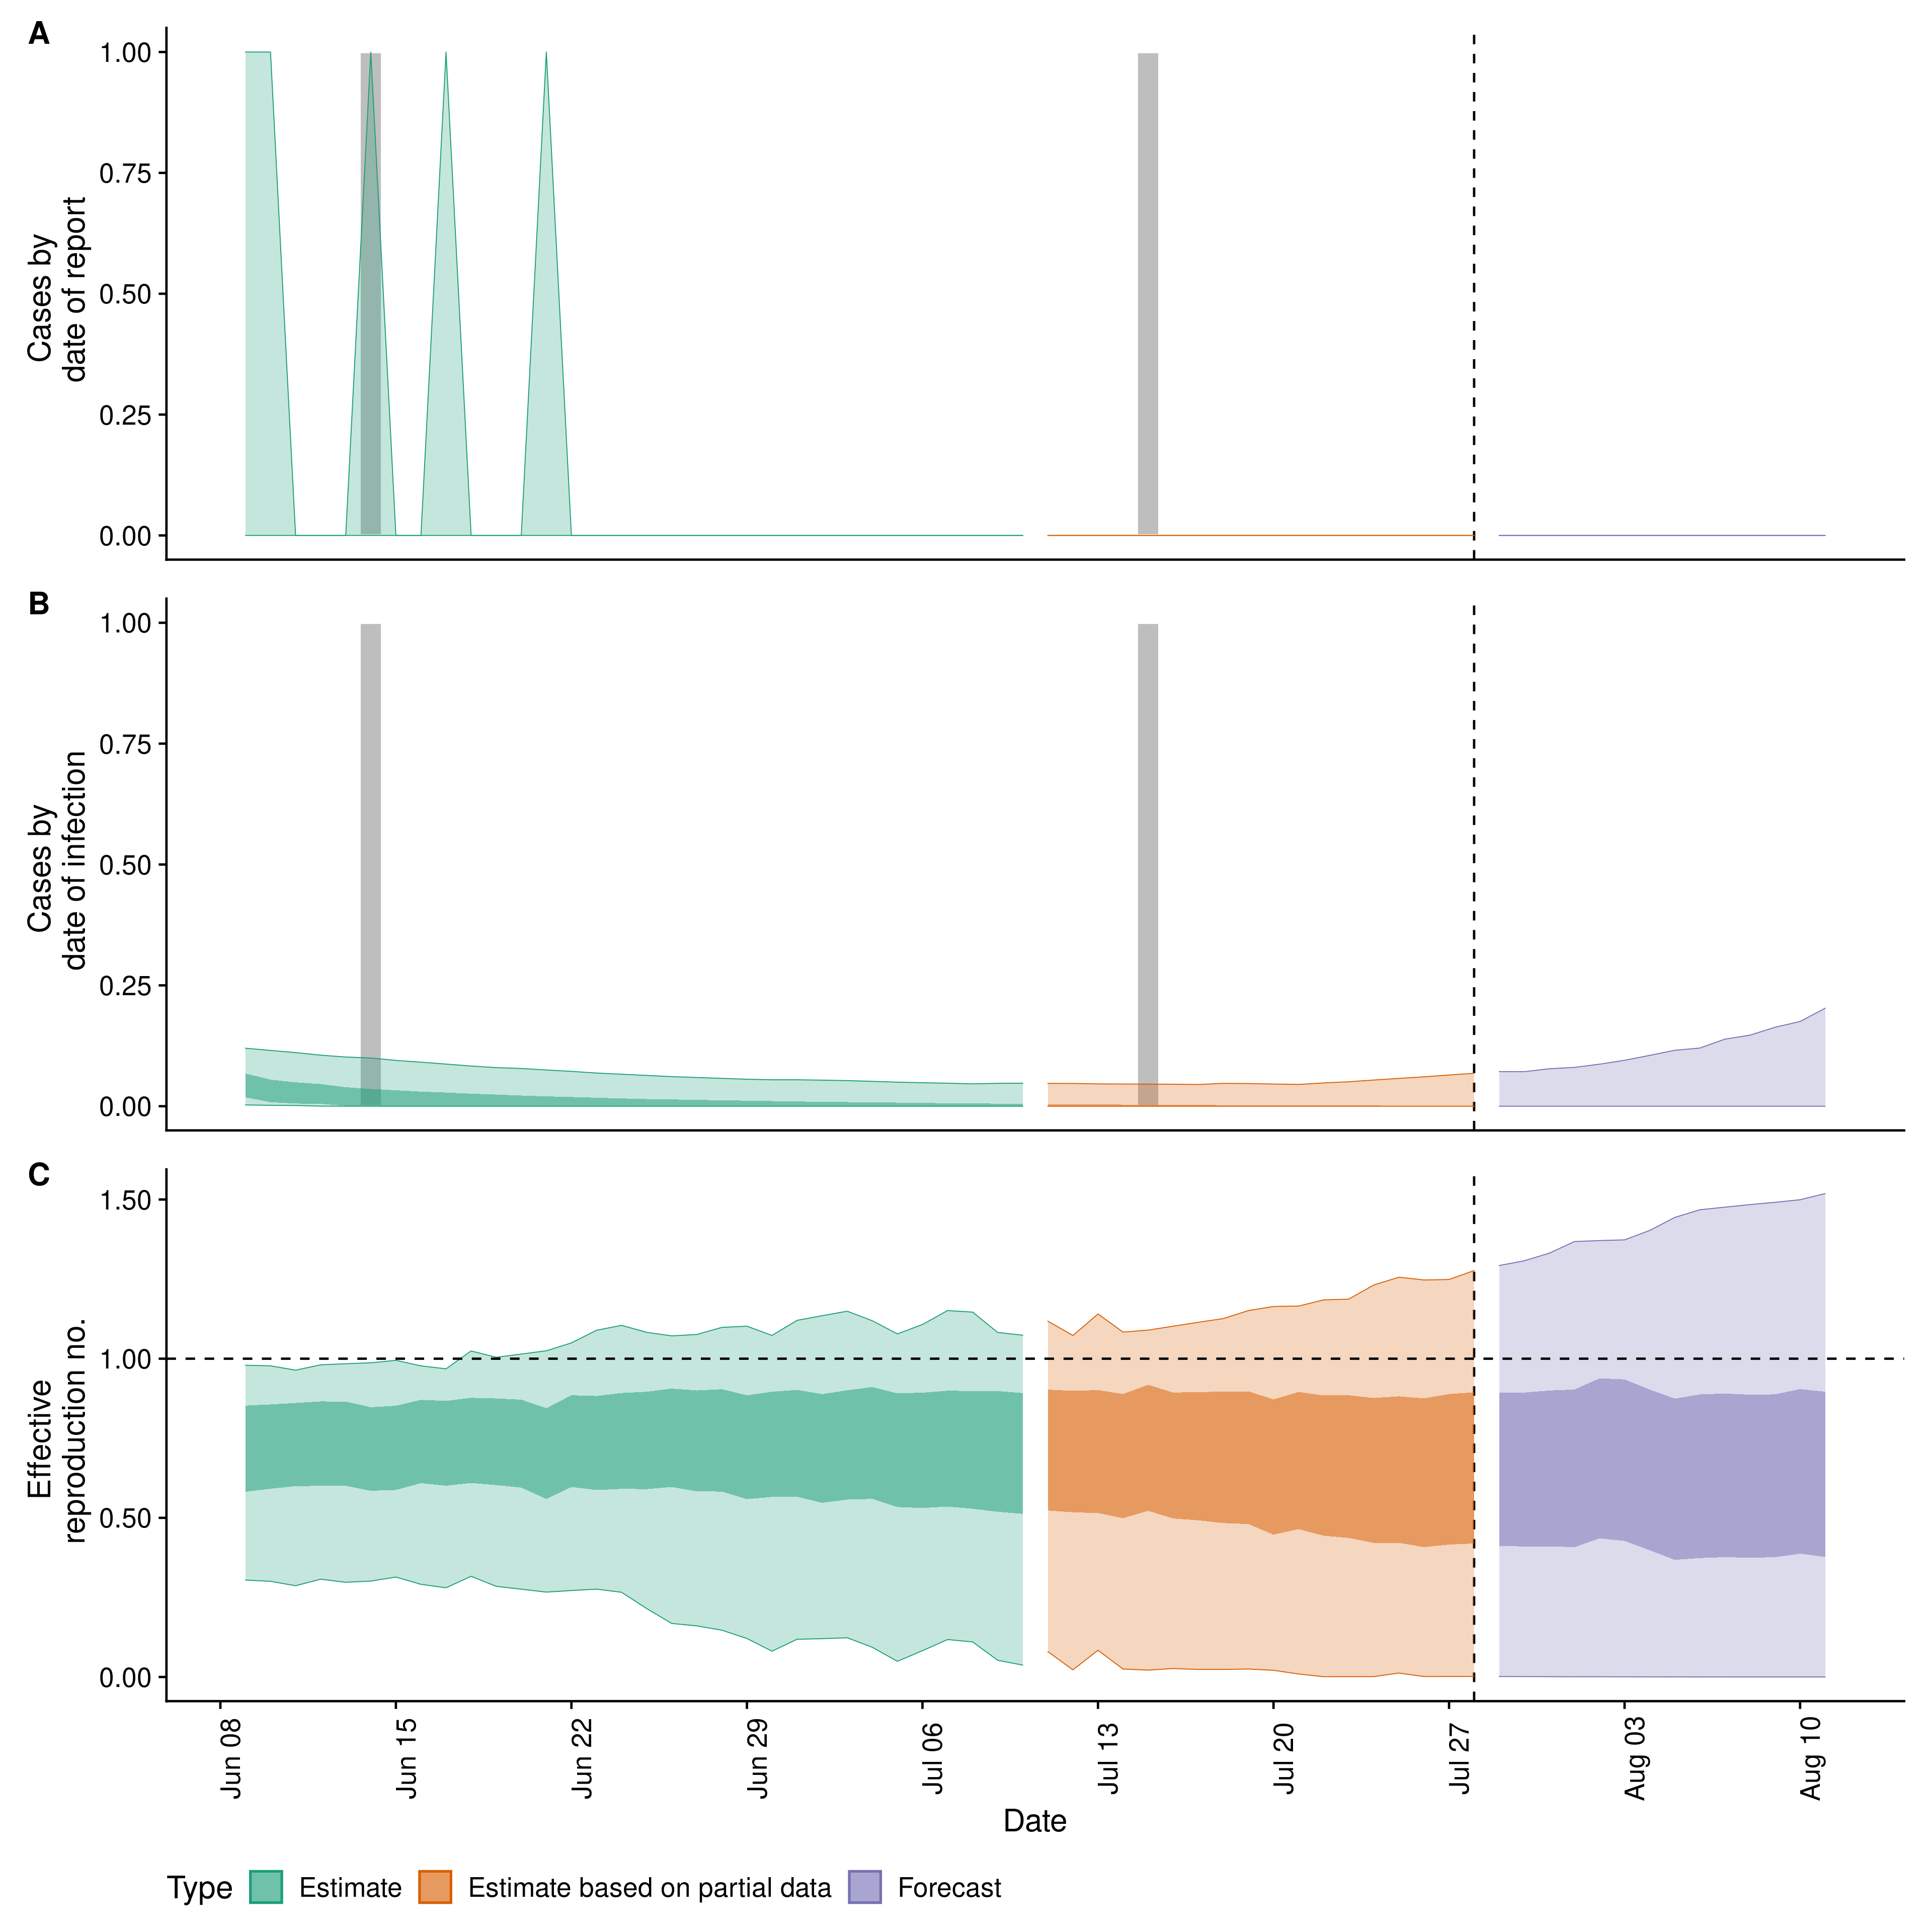 A
1.00
0.75
0.50
0.25
0.00
Cases by
date of report
B
1.00
0.75
0.50
0.25
0.00
Cases by
date of infection
C
1.50
1.00
0.50
0.00
Effective
reproduction no.
Jun 08
Jun 15
Jun 22
Jun 29
Jul 06
Jul 13
Jul 20
Jul 27
Aug 03
Aug 10
Date
Type Estimate Estimate based on partial data Forecast